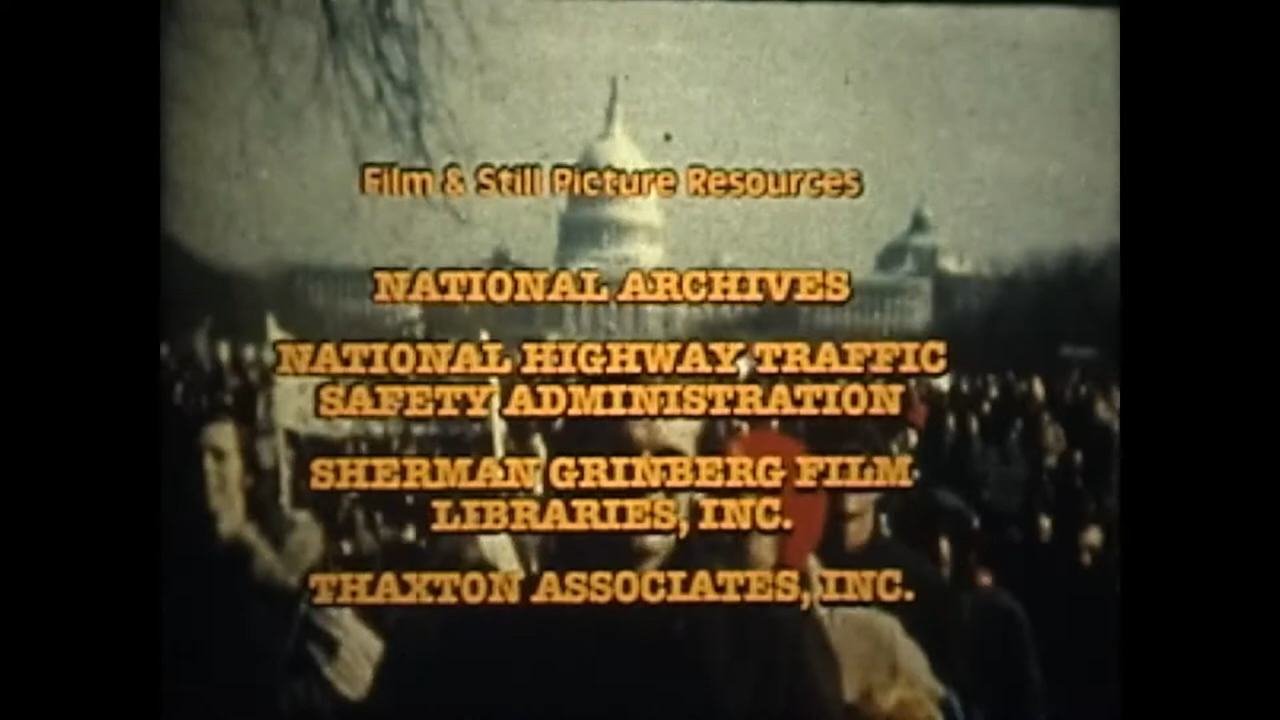 Film & Still Picture Resources
NATIONAL ARCHIVES
NATIONAL HIGHWAY TRAFFIC
SAFETY ADMINISTRATION
SHERMAN GRINBERG FILM
LIBRARIES, INC.
THAXTON ASSOCIATES, INC.